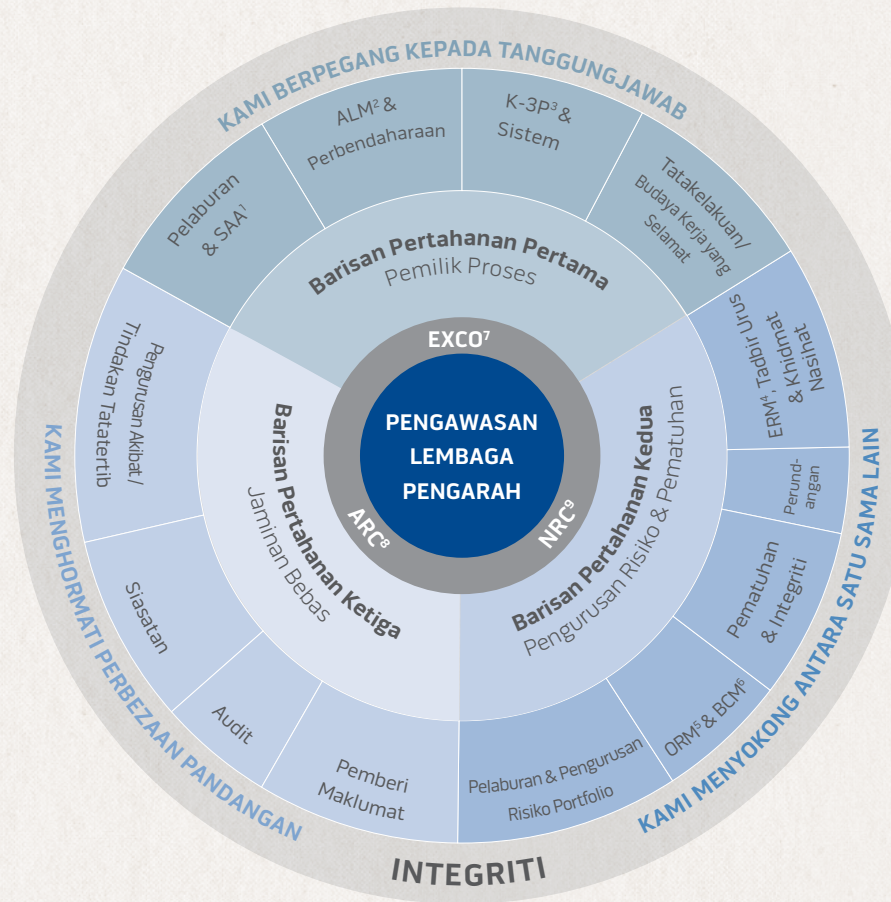 KAMI BERPEGANG KEPADA TANGGUNGJAWAB
Pelaburan
& SAA¹
ALM² &
Perbendaharaan
K-3P³ &
Sistem
Tatakelakuan/
Budaya Kerja yang
Selamat
Barisan Pertahanan Pertama
Pemilik Proses
ERM⁴, Tadbir Urus
& Khidmat
Nasihat
Perund-
angan
Pematuhan
& Integriti
ORM⁵ & BCM⁶
Pelaburan & Pengurusan
Risiko Portfolio
Barisan Pertahanan Kedua
Pengurusan Risiko & Pematuhan
KAMI MENYOKONG ANTARA SATU SAMA LAIN
Pengurusan Akibat/
Tindakan Tatatertib
Siasatan
Audit
Pemberi
Maklumat
Barisan Pertahanan Ketiga
Jaminan Bebas
KAMI MENGHORMATI PERBEZAAN PANDANGAN
EXCO⁷
ARC⁸
NRC⁹
PENGAWASAN
LEMBAGA
PENGARAH
INTEGRITI